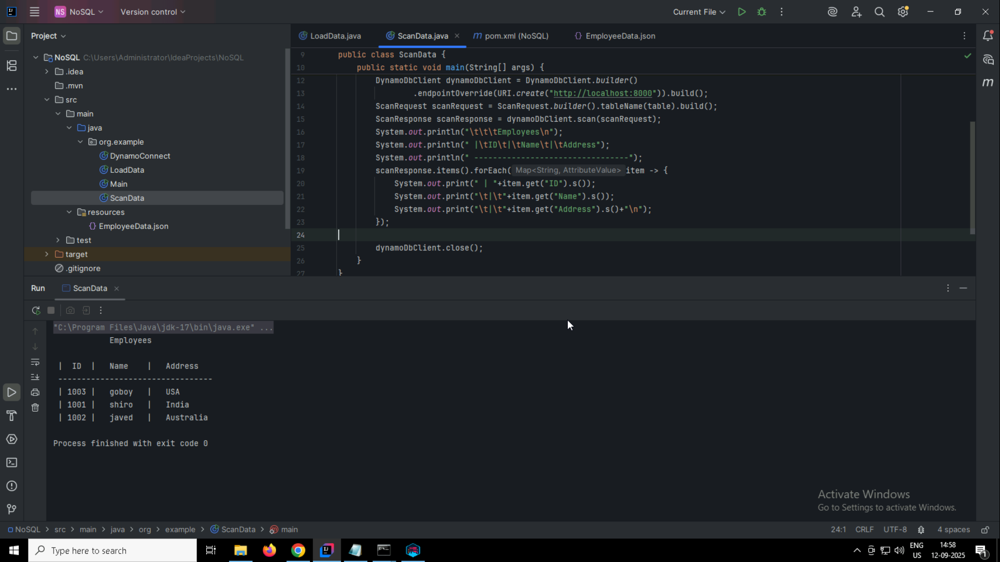 NS NoSQL Version control Current File
Project
LoadData.java ScanData.java m pom.xml (NoSQL) {} EmployeeData.json
NoSQL C:\Users\Administrator\IdeaProjects\NoSQL
.idea
.mvn
src
main
java
org.example
DynamoConnect
LoadData
Main
ScanData
resources
{} EmployeeData.json
test
target
.gitignore
9 public class ScanData {
10 public static void main(String[] args) {
12 DynamoDbClient dynamoDbClient = DynamoDbClient.builder()
13 .endpointOverride(URI.create("http://localhost:8000")).build();
14 ScanRequest scanRequest = ScanRequest.builder().tableName(table).build();
15 ScanResponse scanResponse = dynamoDbClient.scan(scanRequest);
16 System.out.println("\t\t\tEmployees\n");
17 System.out.println(" |\tID\t|\tName\t|\tAddress");
18 System.out.println(" ---------------------------------");
19 scanResponse.items().forEach( Map<String, AttributeValue> item -> {
20 System.out.print(" | "+item.get("ID").s());
21 System.out.print("\t|\t"+item.get("Name").s());
22 System.out.print("\t|\t"+item.get("Address").s()+"\n");
23 });
24
25 dynamoDbClient.close();
26 }
27 }
Run ScanData
"C:\Program Files\Java\jdk-17\bin\java.exe" ...
Employees
| ID | Name | Address
---------------------------------
| 1003 | goboy | USA
| 1001 | shiro | India
| 1002 | javed | Australia
Process finished with exit code 0
Activate Windows
Go to Settings to activate Windows.
NoSQL > src > main > java > org > example > ScanData > main
24:1 CRLF UTF-8 4 spaces
Type here to search
ENG
US
14:58
12-09-2025
1